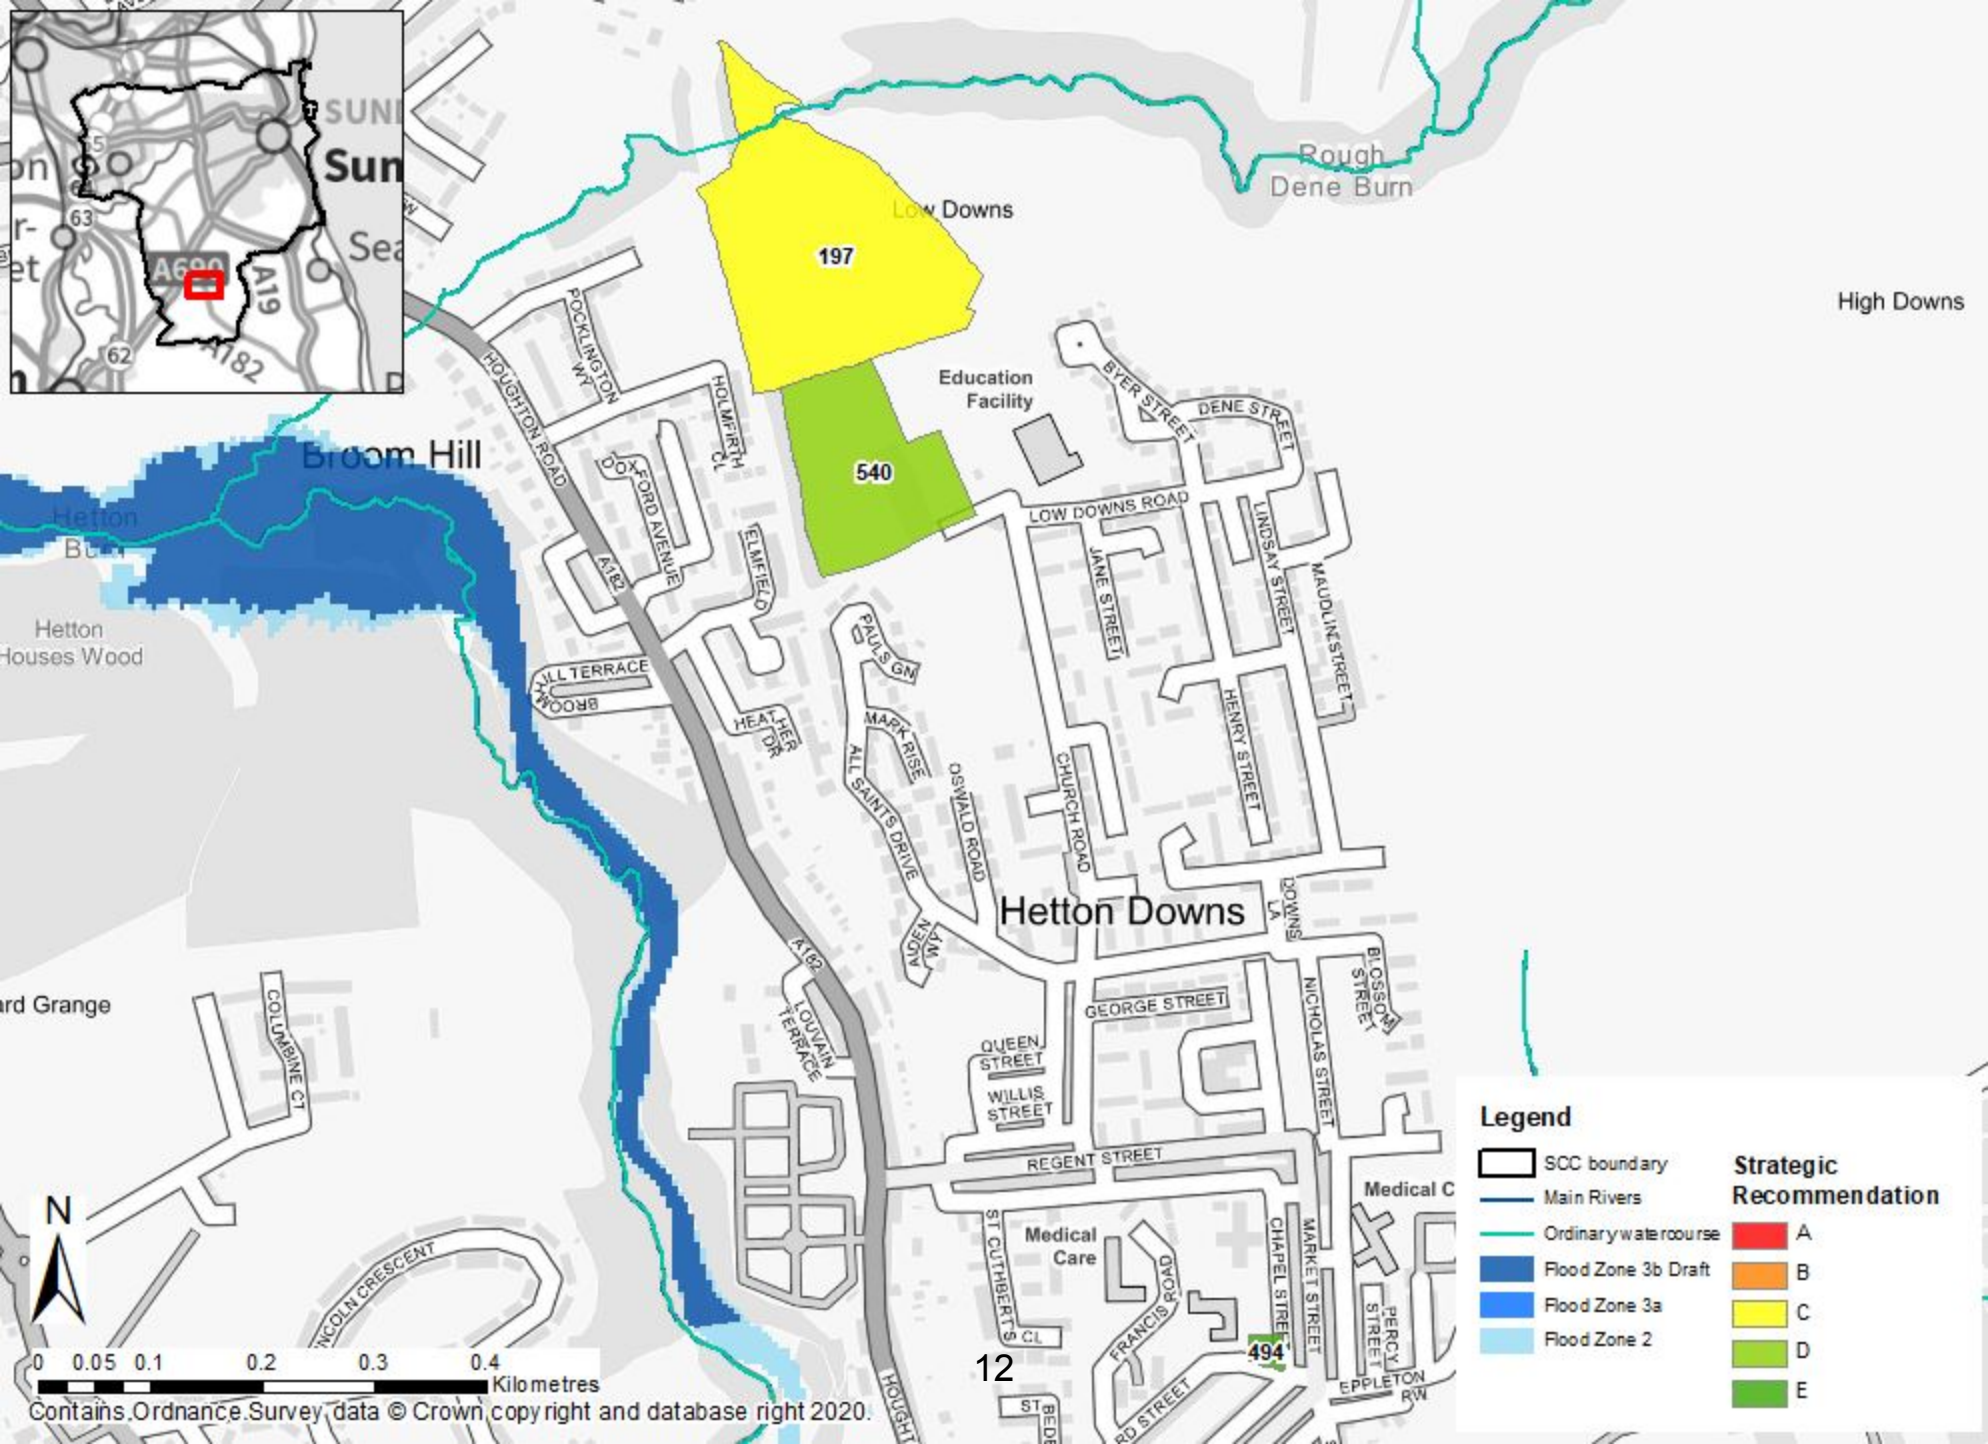 SUN
Sun
63
Sea
A690
A19
62
A182
Rough
Dene Burn
Low Downs
197
High Downs
POCKLINGTON
WY
HOUGHTON ROAD
HOLMFIRTH
CL
Education
Facility
BYER STREET
DENE STREET
Broom Hill
DOXFORD AVENUE
540
LOW DOWNS ROAD
LINDSAY STREET
Hetton
Burn
A182
ELMFIELD
JANE STREET
MAUDLIN STREET
Hetton
Houses Wood
PAULS GN
HILL TERRACE
BROOM
HEATHER
DR
MARK RISE
HENRY STREET
ALL SAINTS DRIVE
OSWALD ROAD
CHURCH ROAD
Hetton Downs
DOWNS
LA
AIDEN
WY
A182
BLOSSOM
STREET
ard Grange
COLUMBINE CT
LOUVAIN
TERRACE
GEORGE STREET
NICHOLAS STREET
QUEEN
STREET
WILLIS
STREET
REGENT STREET
Medical C
Medical
Care
ST CUTHBERTS CL
FRANCIS ROAD
CHAPEL STREET
MARKET STREET
PERCY
STREET
NCOLN CRESCENT
494
EPPLETON
RW
RD STREET
ST BEDE
HOUGHT
12
Legend
SCC boundary
Main Rivers
Ordinary watercourse
Flood Zone 3b Draft
Flood Zone 3a
Flood Zone 2
Strategic
Recommendation
A
B
C
D
E
N
0 0.05 0.1 0.2 0.3 0.4
Kilometres
Contains Ordnance Survey data © Crown copyright and database right 2020.